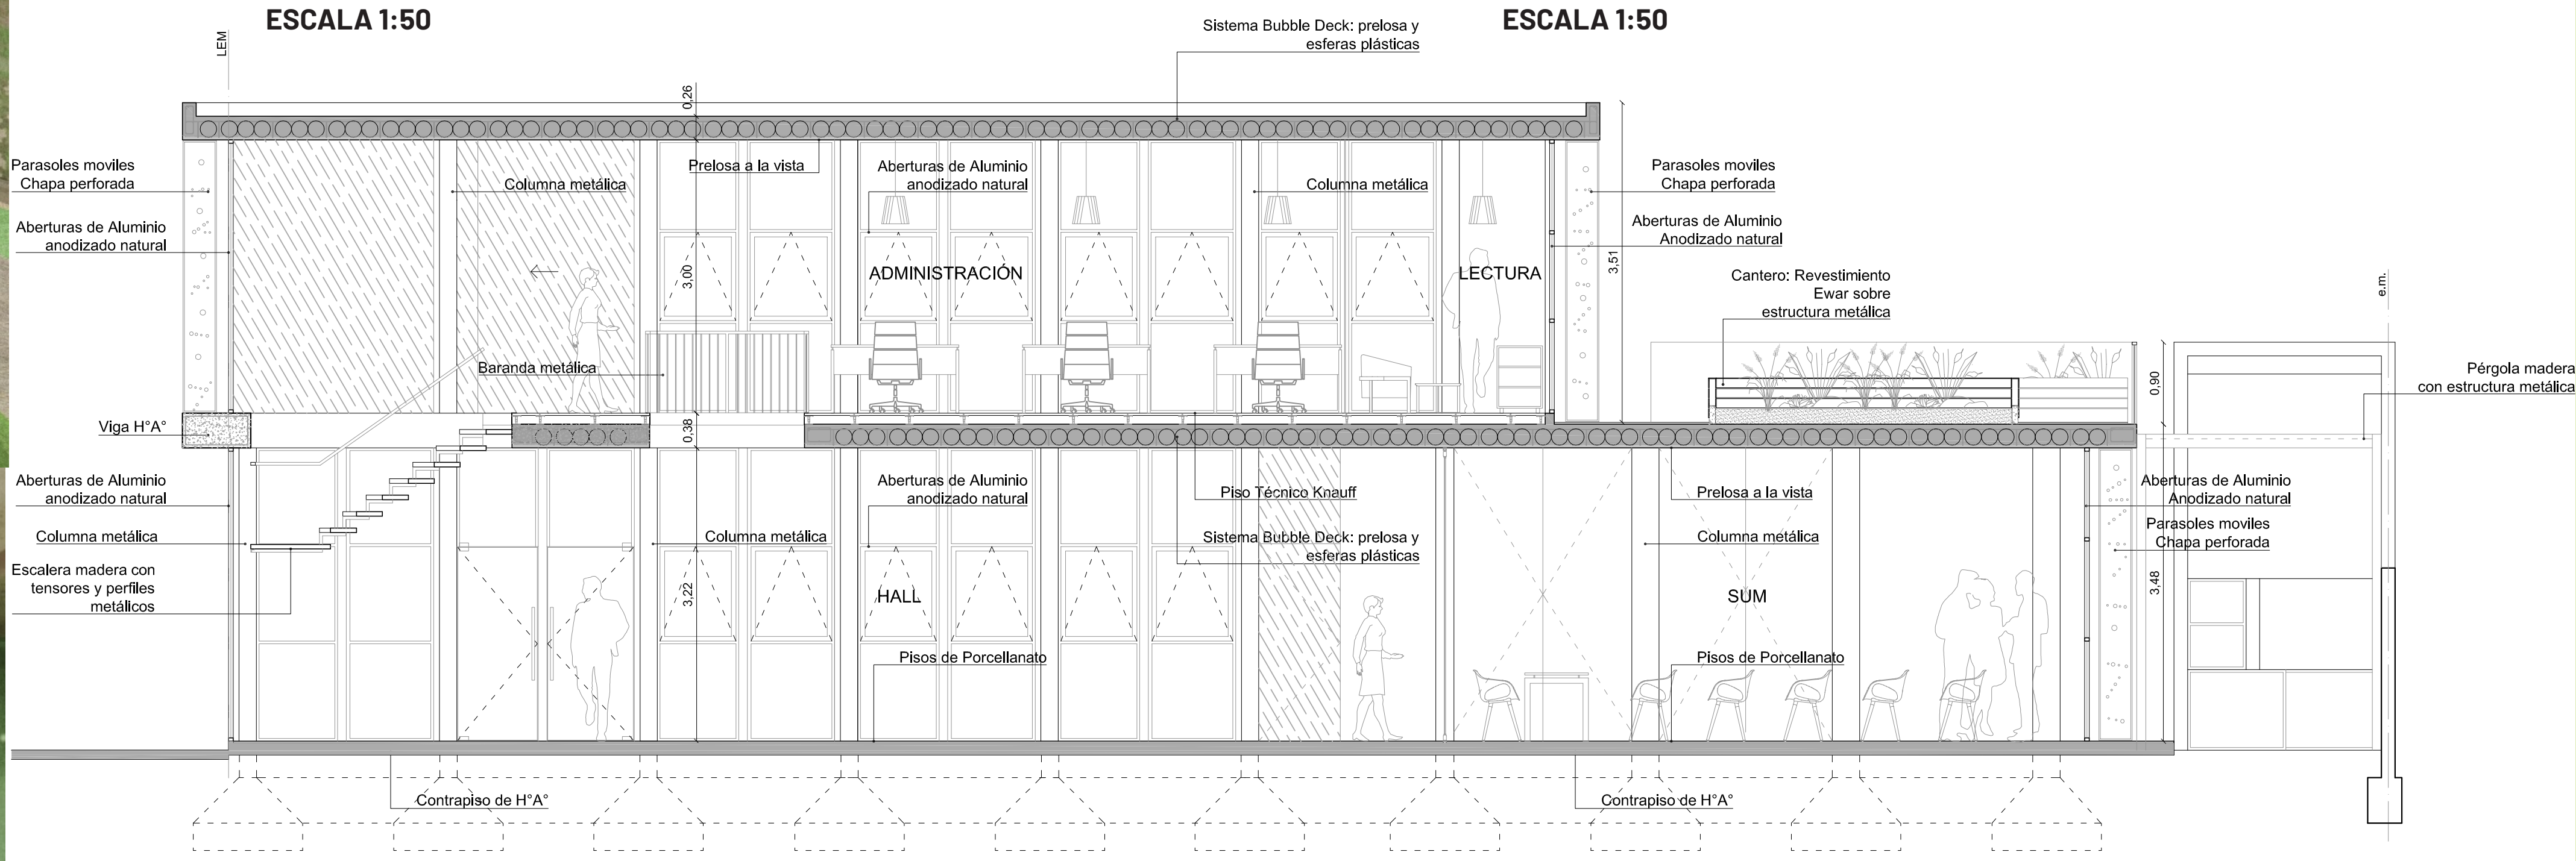 ESCALA 1:50
ESCALA 1:50
LEM
Sistema Bubble Deck: prelosa y
esferas plásticas
0,26
Parasoles moviles
Chapa perforada
Columna metálica
Prelosa a la vista
Aberturas de Aluminio
anodizado natural
Columna metálica
Parasoles moviles
Chapa perforada
Aberturas de Aluminio
anodizado natural
Aberturas de Aluminio
Anodizado natural
3,00
ADMINISTRACIÓN
LECTURA
3,51
Cantero: Revestimiento
Ewar sobre
estructura metálica
e.m.
Baranda metálica
0,90
Pérgola madera
con estructura metálica
Viga H°A°
0,38
Aberturas de Aluminio
anodizado natural
Aberturas de Aluminio
anodizado natural
Piso Técnico Knauff
Prelosa a la vista
Aberturas de Aluminio
Anodizado natural
Columna metálica
Columna metálica
Sistema Bubble Deck: prelosa y
esferas plásticas
Columna metálica
Parasoles moviles
Chapa perforada
Escalera madera con
tensores y perfiles
metálicos
3,22
HALL
SUM
3,48
Pisos de Porcellanato
Pisos de Porcellanato
Contrapiso de H°A°
Contrapiso de H°A°